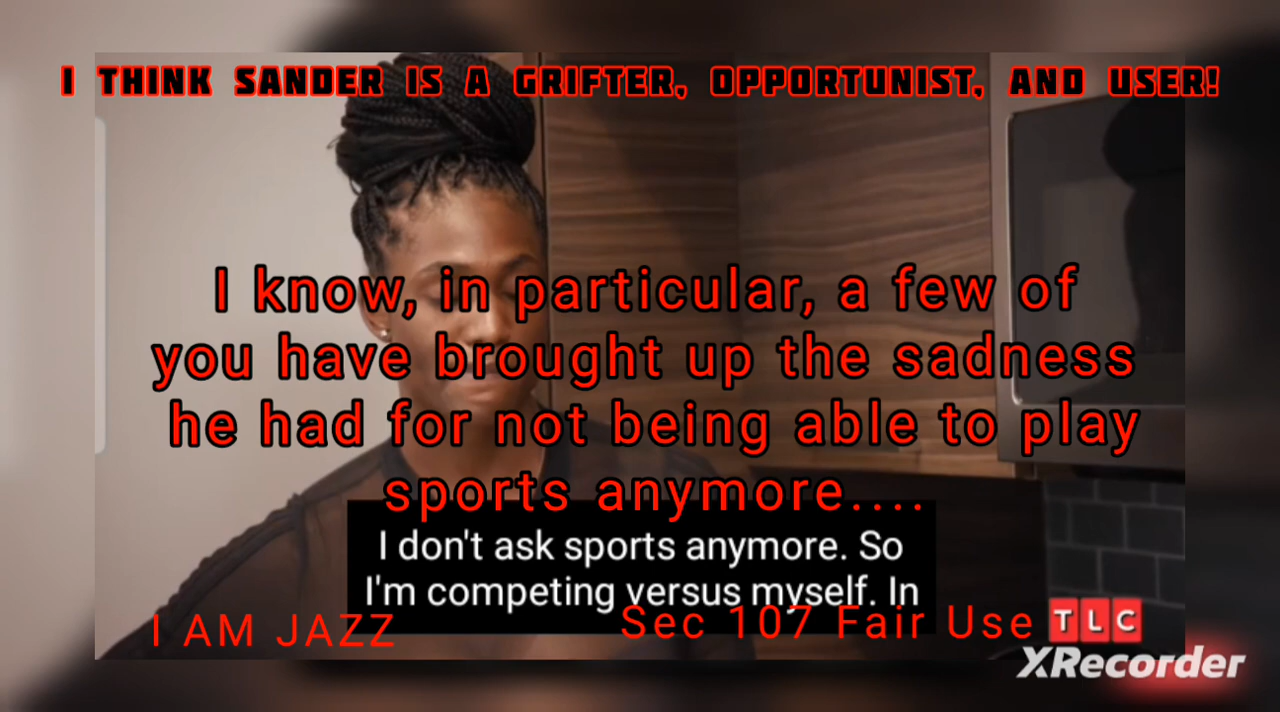 I THINK SANDER IS A GRIFTER, OPPORTUNIST, AND USER!
I know, in particular, a few of
you have brought up the sadness
he had for not being able to play
sports anymore....
I don't ask sports anymore. So
I'm competing versus myself. In
I AM JAZZ
Sec 107 Fair Use
TLC
XRecorder